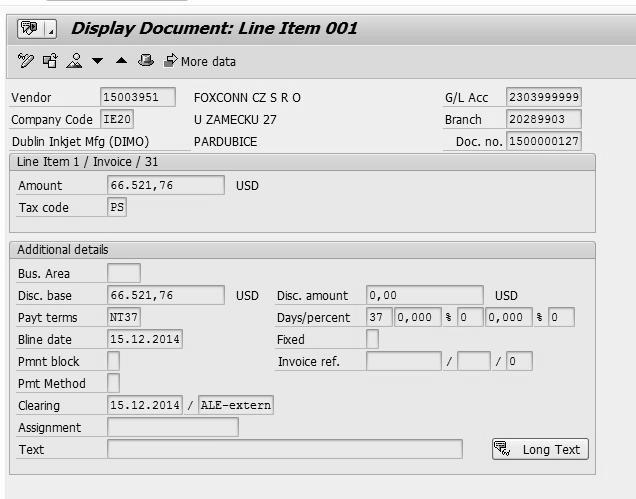 Display Document: Line Item 001
More data
Vendor 15003951 FOXCONN CZ S R O G/L Acc 2303999999
Company Code IE20 U ZAMECKU 27 Branch 20289903
Dublin Inkjet Mfg (DIMO) PARDUBICE Doc. no. 1500000127
Line Item 1 / Invoice / 31
Amount 66.521,76 USD
Tax code PS
Additional details
Bus. Area
Disc. base 66.521,76 USD Disc. amount 0,00 USD
Payt terms NT37 Days/percent 37 0,000 % 0 0,000 % 0
Bline date 15.12.2014 Fixed
Pmnt block Invoice ref. / / 0
Pmt Method
Clearing 15.12.2014 / ALE-extern
Assignment
Text Long Text